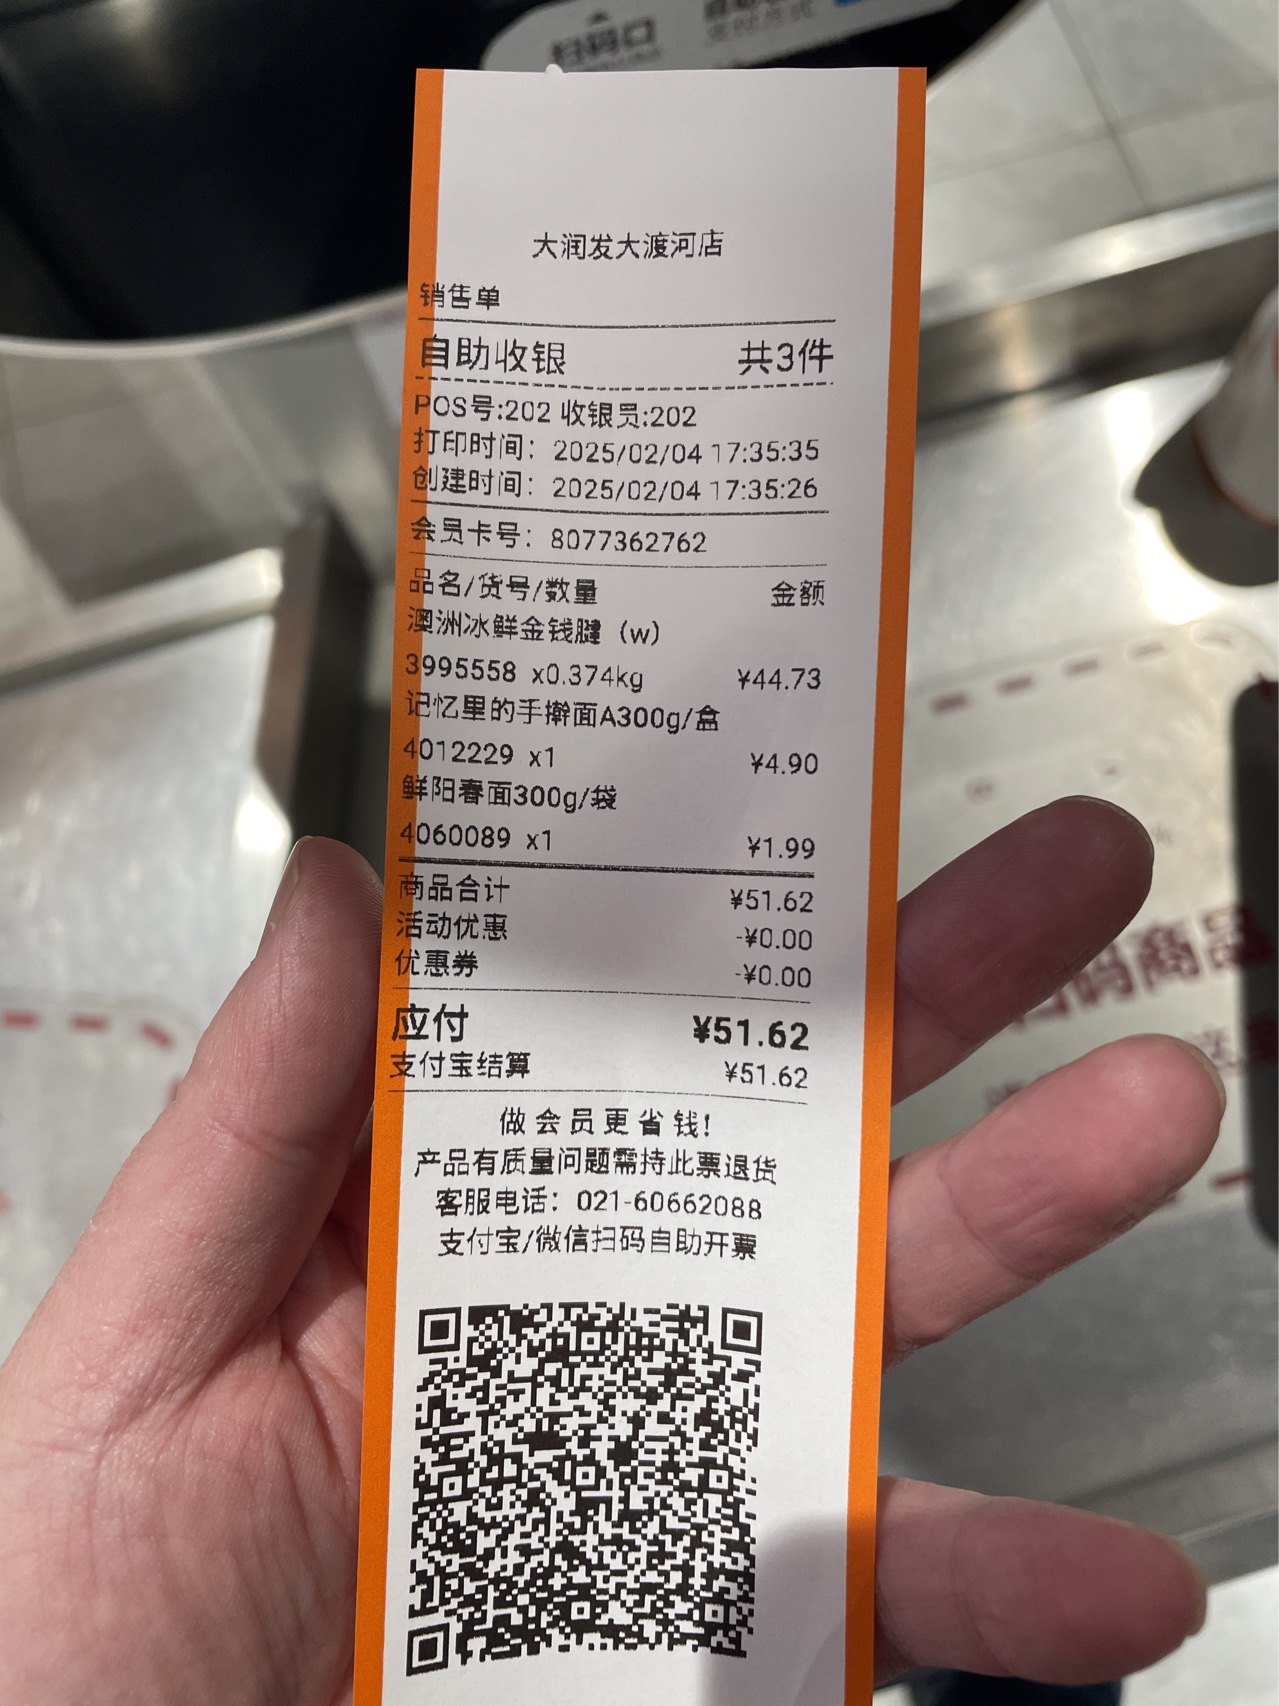 扫码口
大润发大渡河店
销售单
自助收银 共3件
POS号:202 收银员:202
打印时间： 2025/02/04 17:35:35
创建时间： 2025/02/04 17:35:26
会员卡号： 8077362762
品名/货号/数量 金额
澳洲冰鲜金钱腱（w）
3995558 x0.374kg ¥44.73
记忆里的手擀面A300g/盒
4012229 x1 ¥4.90
鲜阳春面300g/袋
4060089 x1 ¥1.99
商品合计 ¥51.62
活动优惠 -¥0.00
优惠券 -¥0.00
应付 ¥51.62
支付宝结算 ¥51.62
做会员更省钱!
产品有质量问题需持此票退货
客服电话： 021-60662088
支付宝/微信扫码自助开票
扫码商品